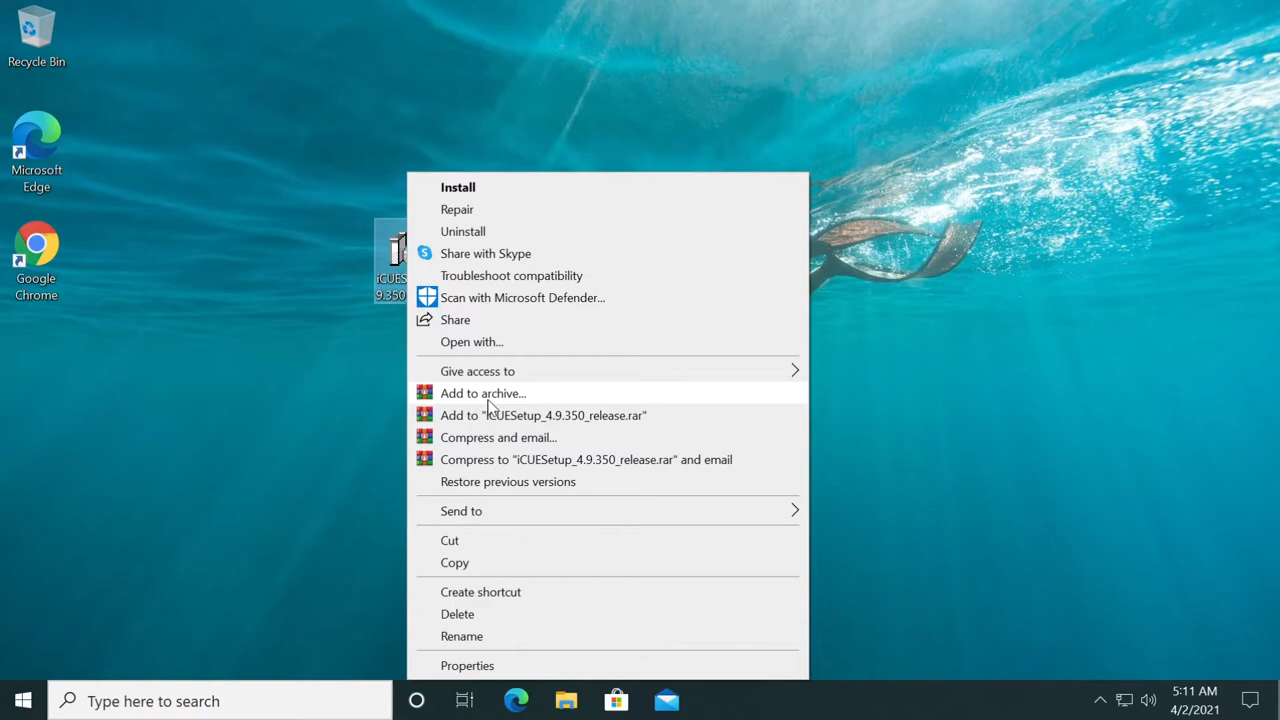 Recycle Bin
Microsoft
Edge
Google
Chrome
iCUES
9.350
Install
Repair
Uninstall
Share with Skype
Troubleshoot compatibility
Scan with Microsoft Defender...
Share
Open with...
Give access to
Add to archive...
Add to "iCUESetup_4.9.350_release.rar"
Compress and email...
Compress to "iCUESetup_4.9.350_release.rar" and email
Restore previous versions
Send to
Cut
Copy
Create shortcut
Delete
Rename
Properties
Type here to search
5:11 AM
4/2/2021